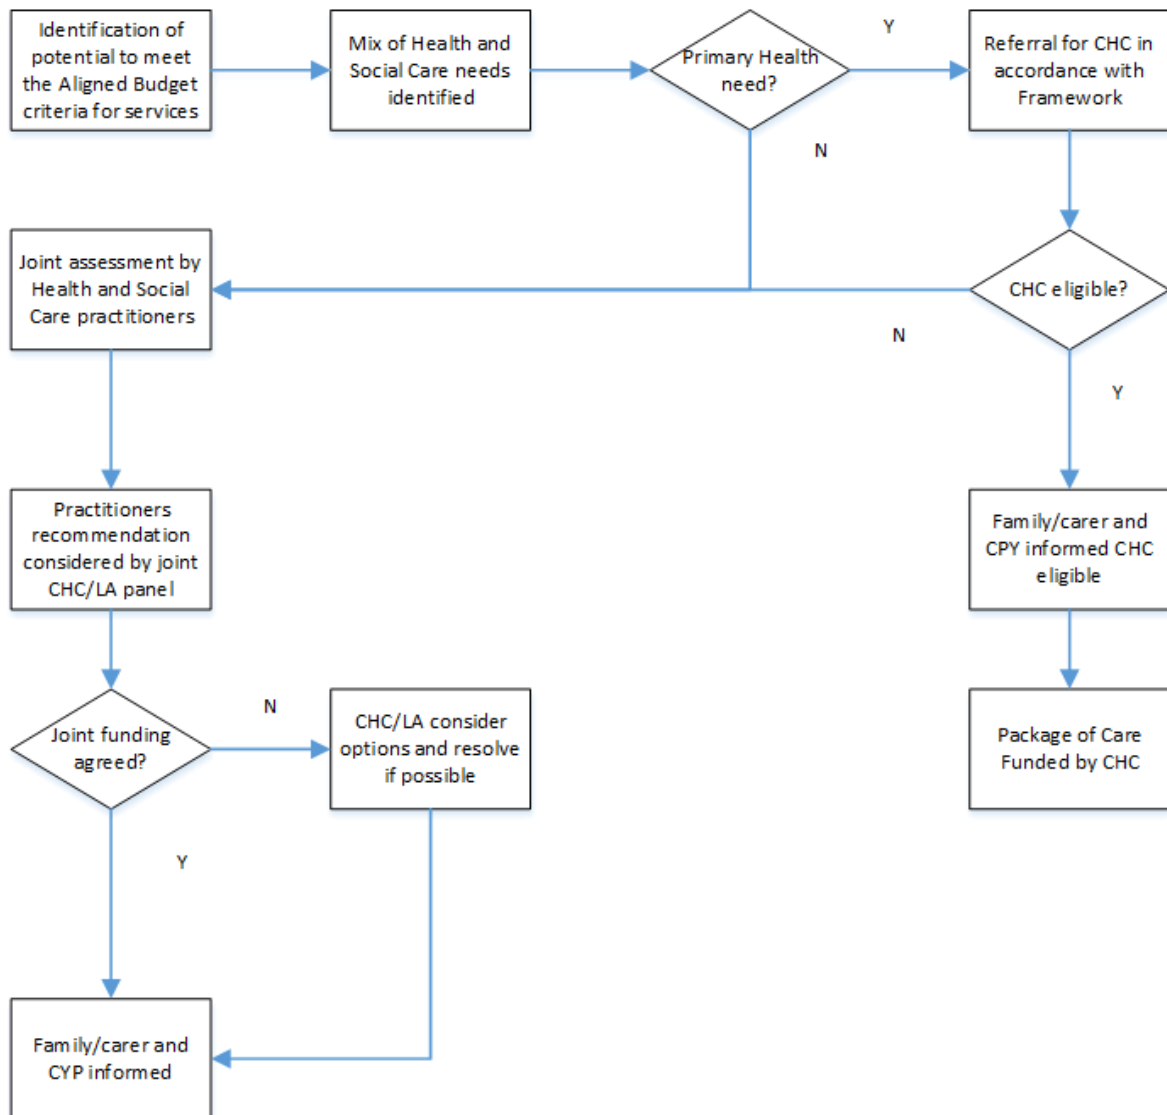 Identification of
potential to meet
the Aligned Budget
criteria for services
Mix of Health and
Social Care needs
identified
Primary Health
need?
Y
Referral for CHC in
accordance with
Framework
N
Joint assessment by
Health and Social
Care practitioners
CHC eligible?
N
Y
Practitioners
recommendation
considered by joint
CHC/LA panel
Family/carer and
CPY informed CHC
eligible
Joint funding
agreed?
N
CHC/LA consider
options and resolve
if possible
Package of Care
Funded by CHC
Y
Family/carer and
CYP informed